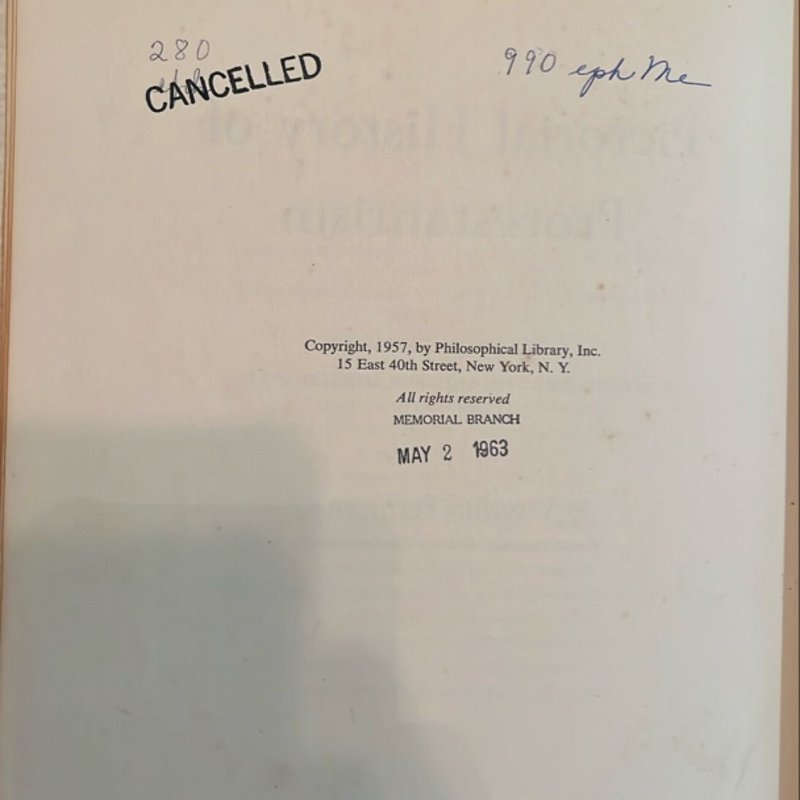 280
CANCELLED
990 eph Me
Copyright, 1957, by Philosophical Library, Inc.
15 East 40th Street, New York, N. Y.
All rights reserved
MEMORIAL BRANCH
MAY 2 1963